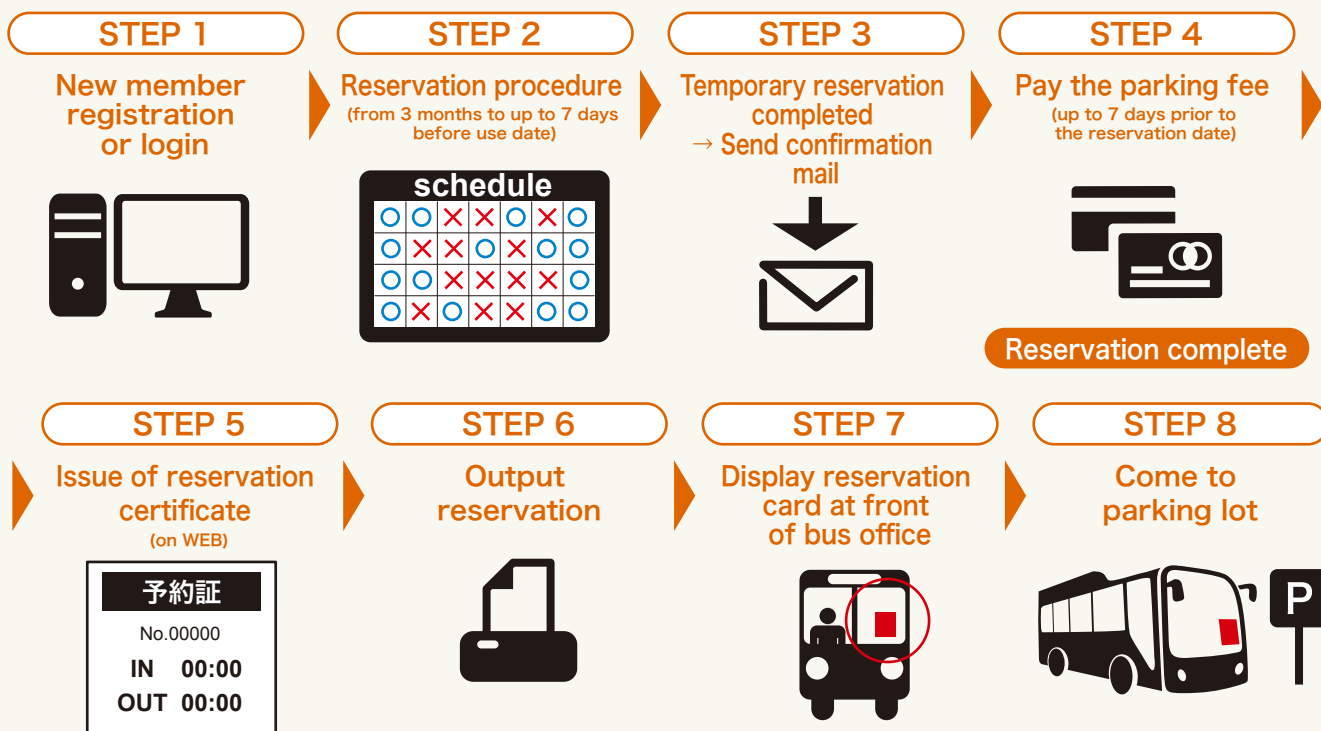 STEP 1
New member
registration
or login
STEP 2
Reservation procedure
(from 3 months to up to 7 days
before use date)
schedule
STEP 3
Temporary reservation
completed
→ Send confirmation
mail
STEP 4
Pay the parking fee
(up to 7 days prior to
the reservation date)
Reservation complete
STEP 5
Issue of reservation
certificate
(on WEB)
予約証
No.00000
IN 00:00
OUT 00:00
STEP 6
Output
reservation
STEP 7
Display reservation
card at front
of bus office
STEP 8
Come to
parking lot
P